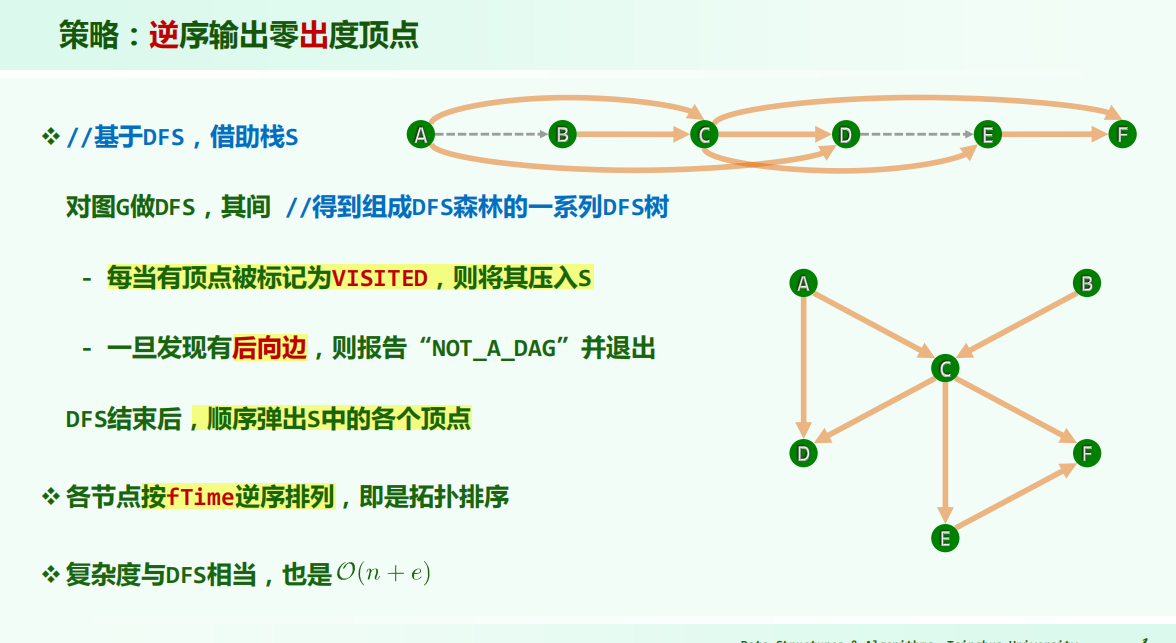 策略：逆序输出零出度顶点
❖ //基于DFS，借助栈S
A B C D E F
对图G做DFS，其间 //得到组成DFS森林的一系列DFS树
- 每当有顶点被标记为VISITED，则将其压入S
A B
- 一旦发现有后向边，则报告“NOT_A_DAG”并退出
C
DFS结束后，顺序弹出S中的各个顶点
D F
❖ 各节点按fTime逆序排列，即是拓扑排序
E
❖ 复杂度与DFS相当，也是 O(n + e)
Data Structures & Algorithms, Tsinghua University